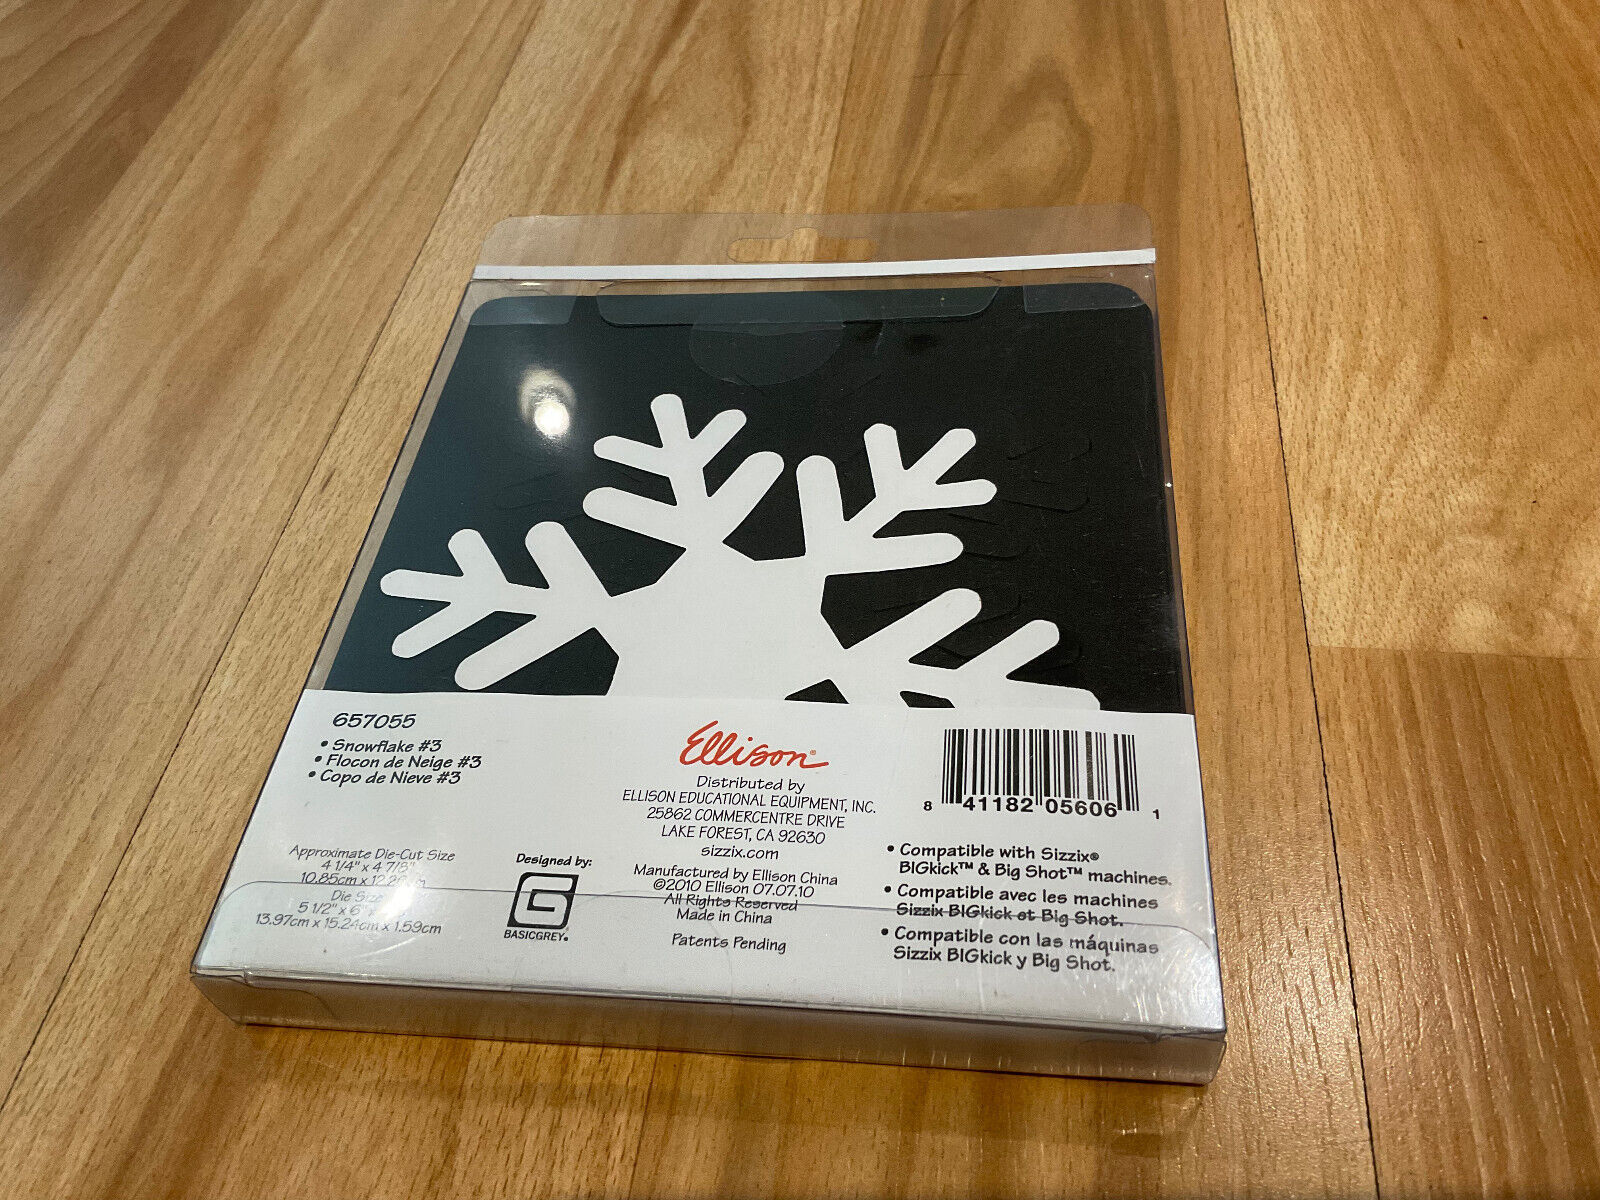 657055
• Snowflake #3
• Flocon de Neige #3
• Copo de Nieve #3
Approximate Die-Cut Size
4 1/4" x 4 7/8"
10.85cm x
Die Size
5 1/2" x 6" x
13.97cm x 15.24cm x 1.59cm
Designed by:
G
BASICGREY®
Ellison®
Distributed by
ELLISON EDUCATIONAL EQUIPMENT, INC.
25862 COMMERCENTRE DRIVE
LAKE FOREST, CA 92630
sizzix.com
Manufactured by Ellison China
©2010 Ellison 07.07.10
All Rights Reserved
Made in China
Patents Pending
8 41182 05606 1
• Compatible with Sizzix®
BIGkick™ & Big Shot™ machines.
• Compatible avec les machines
Sizzix BIGkick et Big Shot.
• Compatible con las máquinas
Sizzix BIGkick y Big Shot.